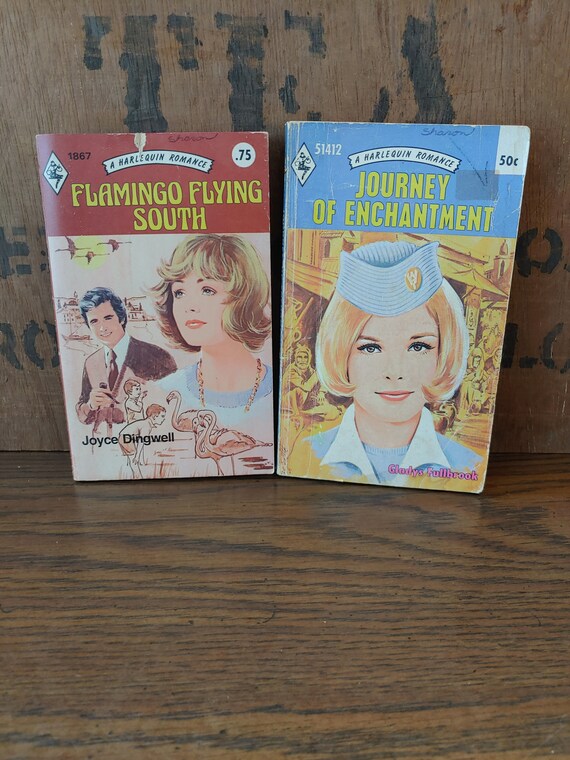 TEA
1867
Sharon
A HARLEQUIN ROMANCE
.75
FLAMINGO FLYING
SOUTH
Joyce Dingwell
51412
Sharon
A HARLEQUIN ROMANCE
50¢
JOURNEY
OF ENCHANTMENT
Gladys Fullbrook